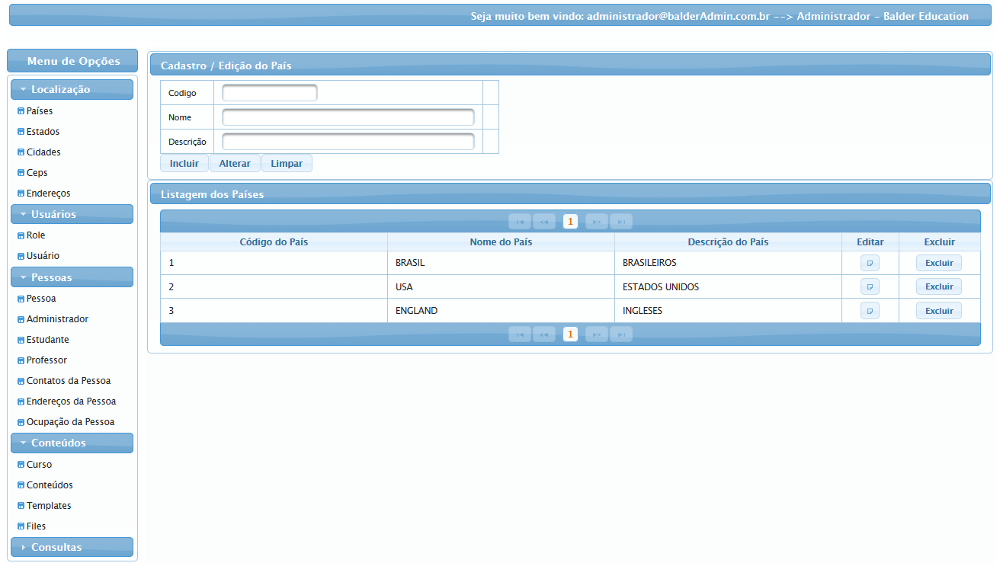 Seja muito bem vindo: administrador@balderAdmin.com.br --> Administrador - Balder Education
Menu de Opções
Localização
Países
Estados
Cidades
Ceps
Endereços
Usuários
Role
Usuário
Pessoas
Pessoa
Administrador
Estudante
Professor
Contatos da Pessoa
Endereços da Pessoa
Ocupação da Pessoa
Conteúdos
Curso
Conteúdos
Templates
Files
Consultas
Cadastro / Edição do País
Codigo
Nome
Descrição
Incluir Alterar Limpar
Listagem dos Países
1
Código do País Nome do País Descrição do País Editar Excluir
1 BRASIL BRASILEIROS Excluir
2 USA ESTADOS UNIDOS Excluir
3 ENGLAND INGLESES Excluir
1